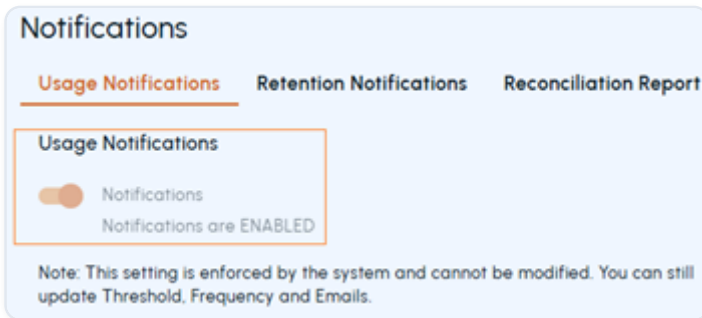 Notifications
Usage Notifications Retention Notifications Reconciliation Report
Usage Notifications
Notifications
Notifications are ENABLED
Note: This setting is enforced by the system and cannot be modified. You can still
update Threshold, Frequency and Emails.